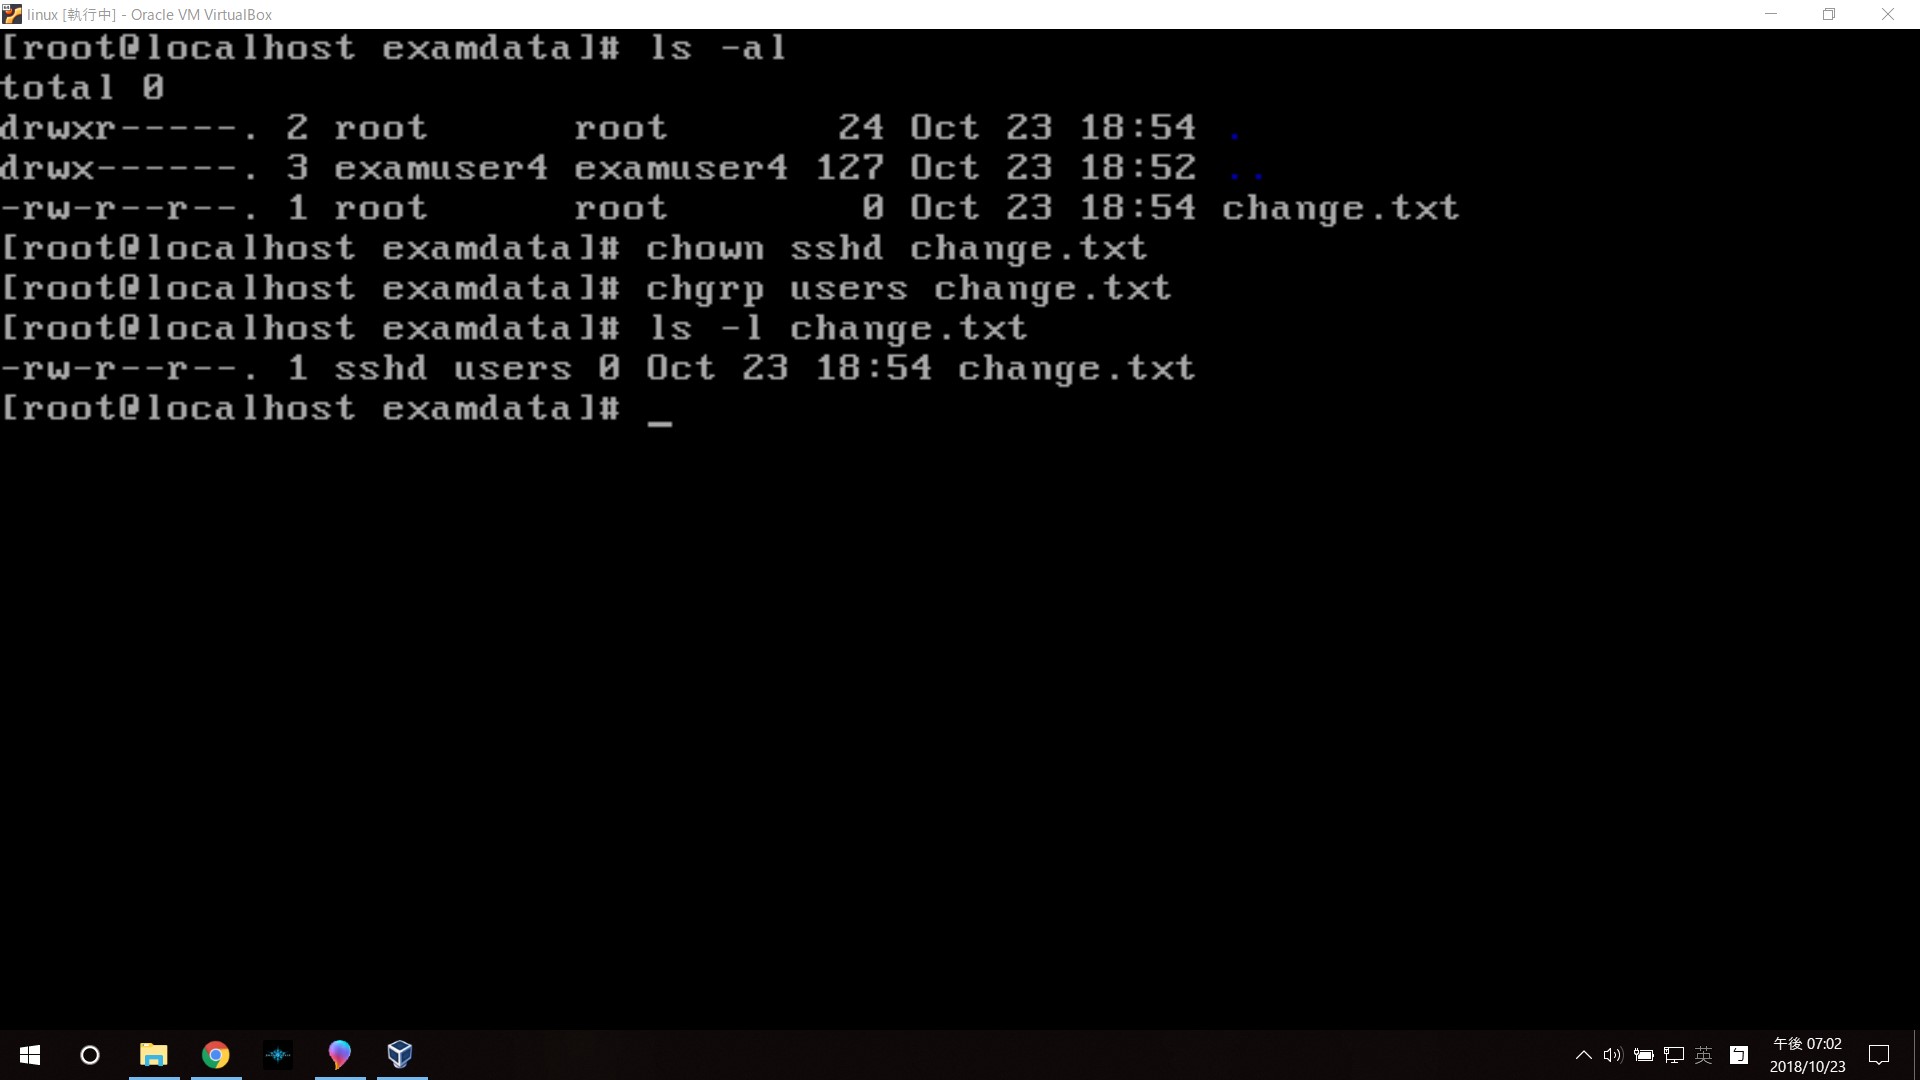 linux [執行中] - Oracle VM VirtualBox
[root@localhost examdata]# ls -al
total 0
drwxr-----. 2 root      root       24 Oct 23 18:54 .
drwx------. 3 examuser4 examuser4 127 Oct 23 18:52 ..
-rw-r--r--. 1 root      root        0 Oct 23 18:54 change.txt
[root@localhost examdata]# chown sshd change.txt
[root@localhost examdata]# chgrp users change.txt
[root@localhost examdata]# ls -l change.txt
-rw-r--r--. 1 sshd users 0 Oct 23 18:54 change.txt
[root@localhost examdata]# _
英
午後 07:02
2018/10/23